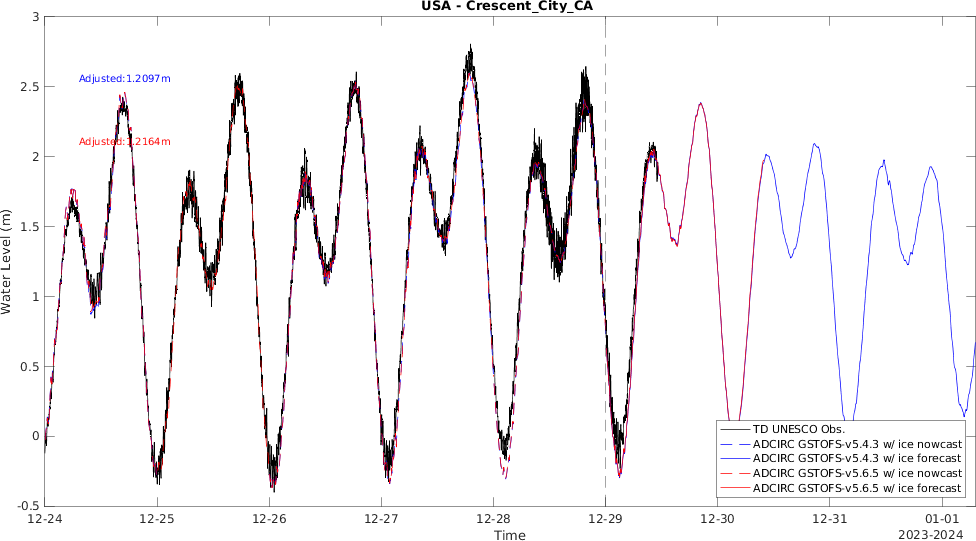 USA - Crescent_City_CA
3
2.5
2
1.5
1
0.5
0
-0.5
Water Level (m)
Adjusted:1.2097m
Adjusted:1.2164m
TD UNESCO Obs.
ADCIRC GSTOFS-v5.4.3 w/ ice nowcast
ADCIRC GSTOFS-v5.4.3 w/ ice forecast
ADCIRC GSTOFS-v5.6.5 w/ ice nowcast
ADCIRC GSTOFS-v5.6.5 w/ ice forecast
12-24 12-25 12-26 12-27 12-28 12-29 12-30 12-31 01-01
Time
2023-2024